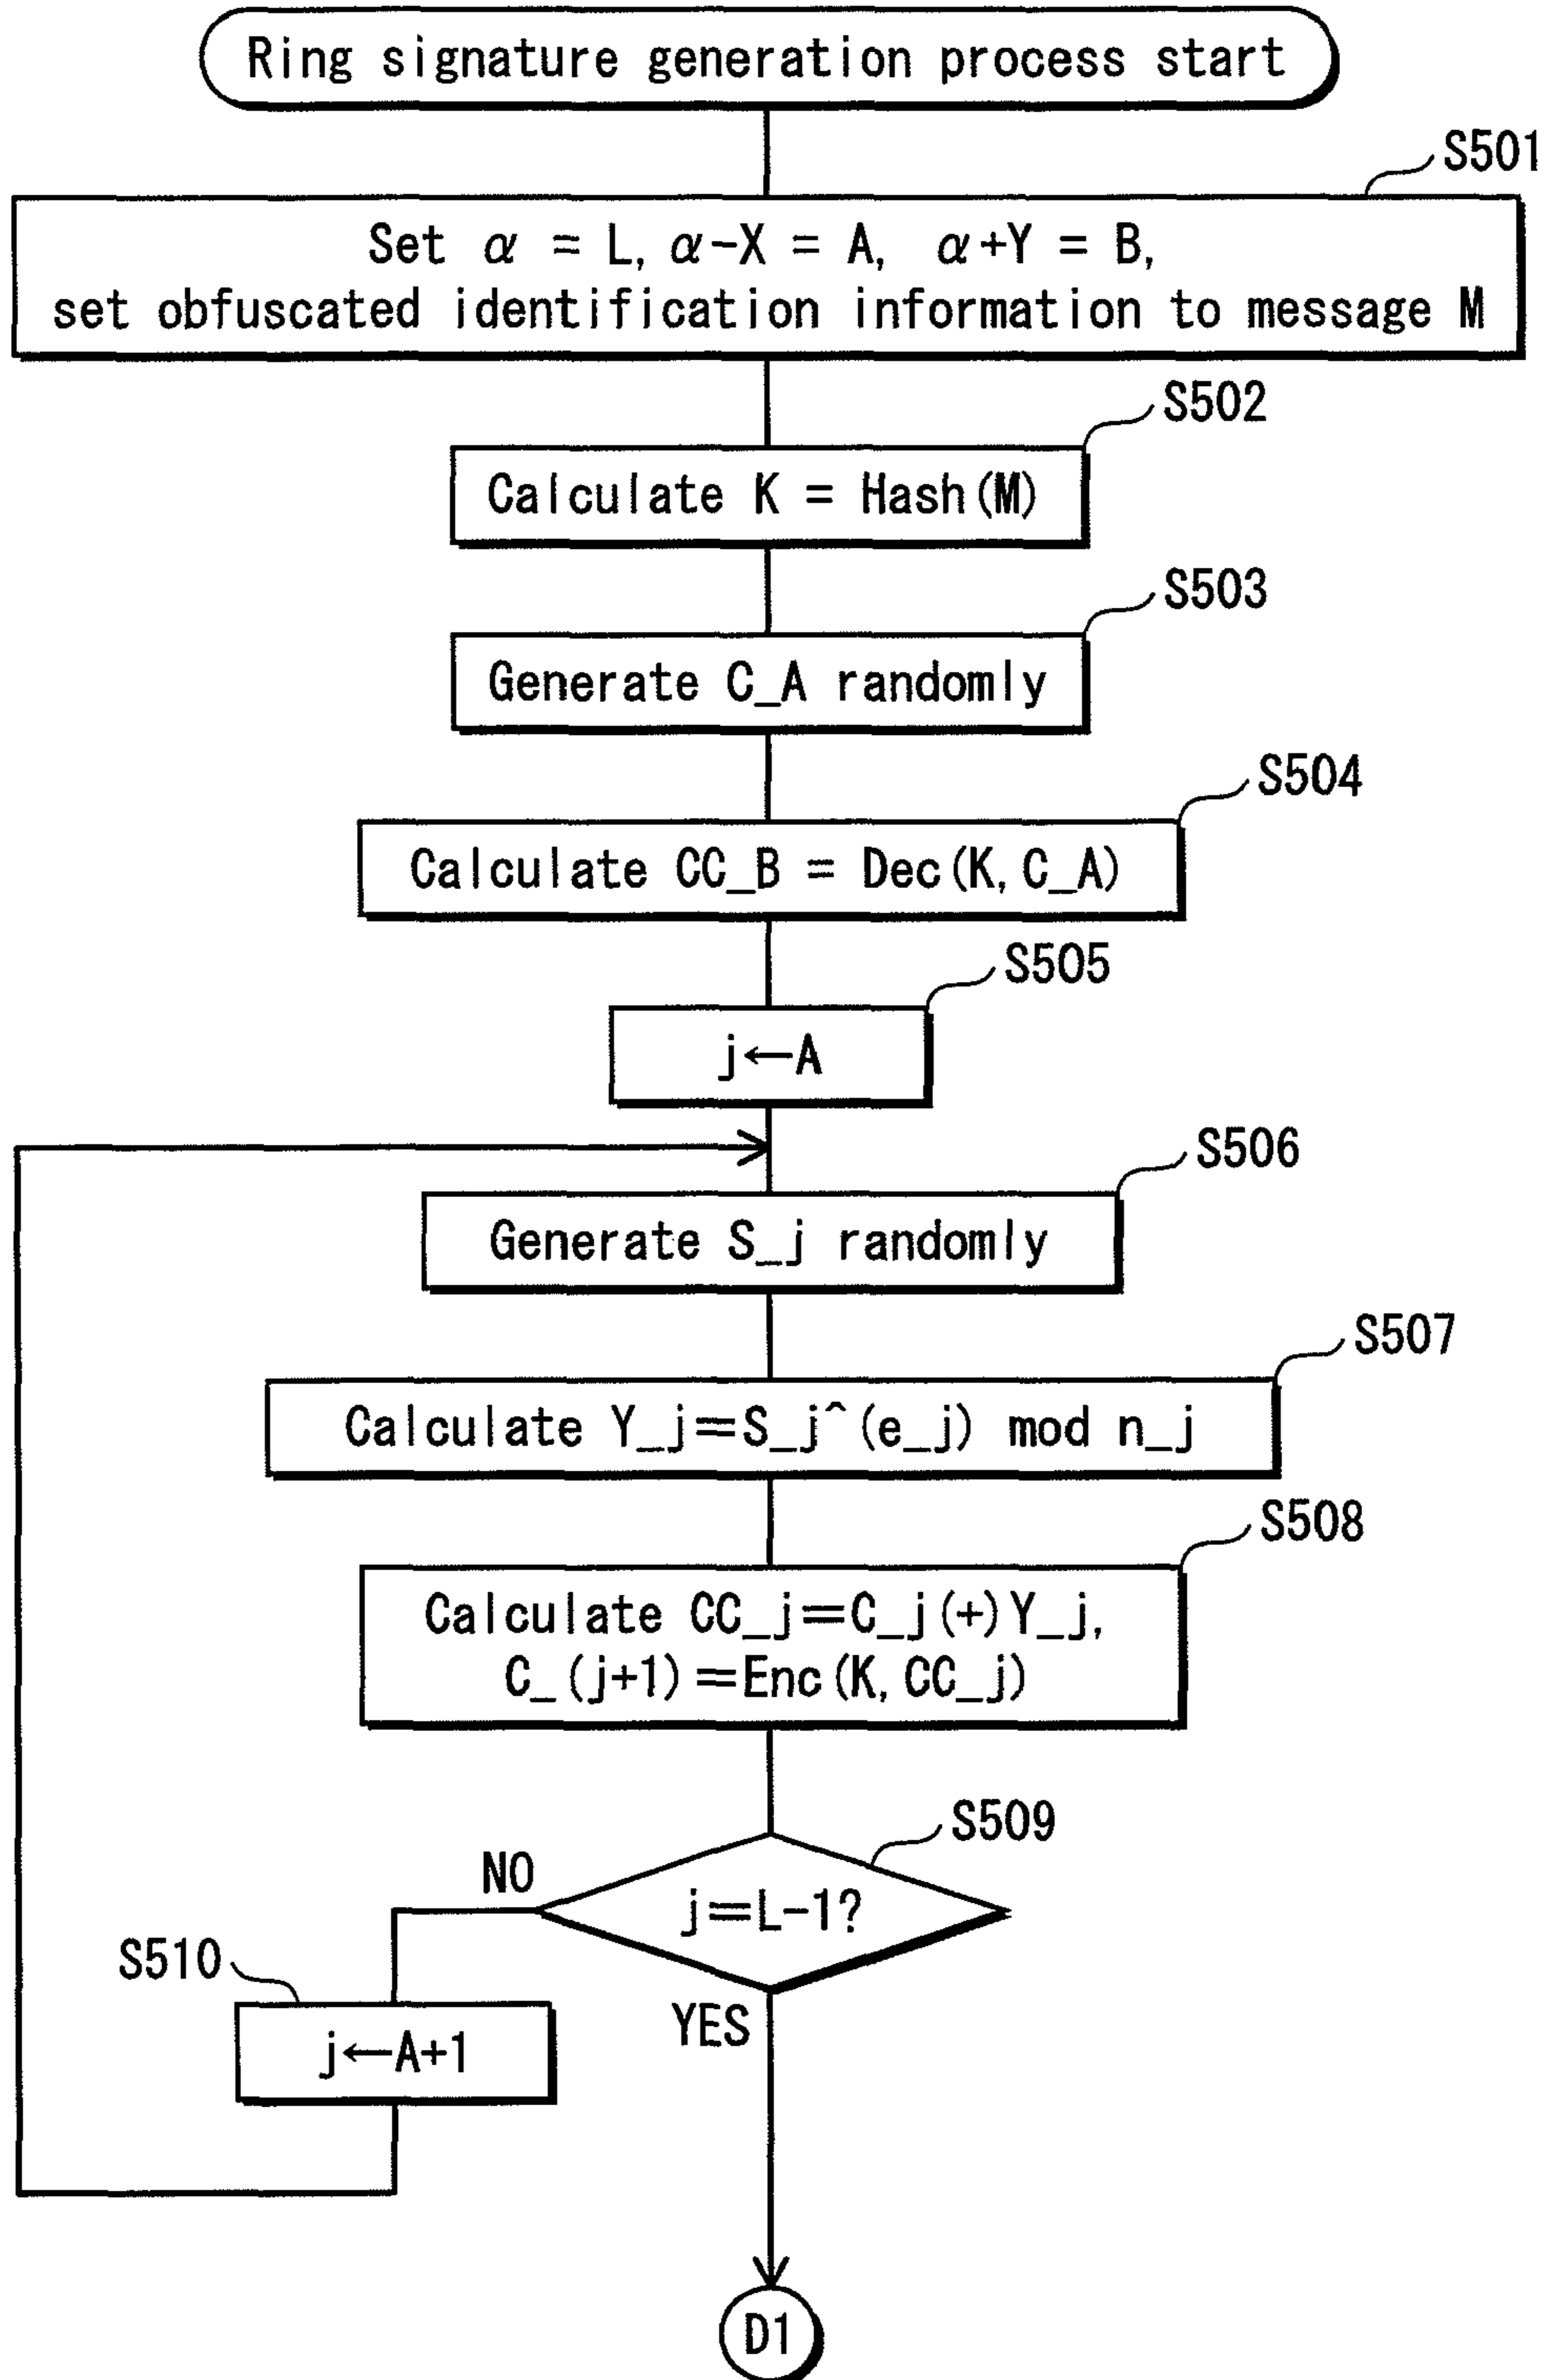 Ring signature generation process start
S501
Set α = L, α-X = A, α+Y = B,
set obfuscated identification information to message M
S502
Calculate K = Hash(M)
S503
Generate C_A randomly
S504
Calculate CC_B = Dec(K, C_A)
S505
j←A
S506
Generate S_j randomly
S507
Calculate Y_j=S_j^(e_j) mod n_j
S508
Calculate CC_j=C_j(+)Y_j,
C_(j+1)=Enc(K, CC_j)
S509
NO
j=L-1?
S510
YES
j←A+1
D1